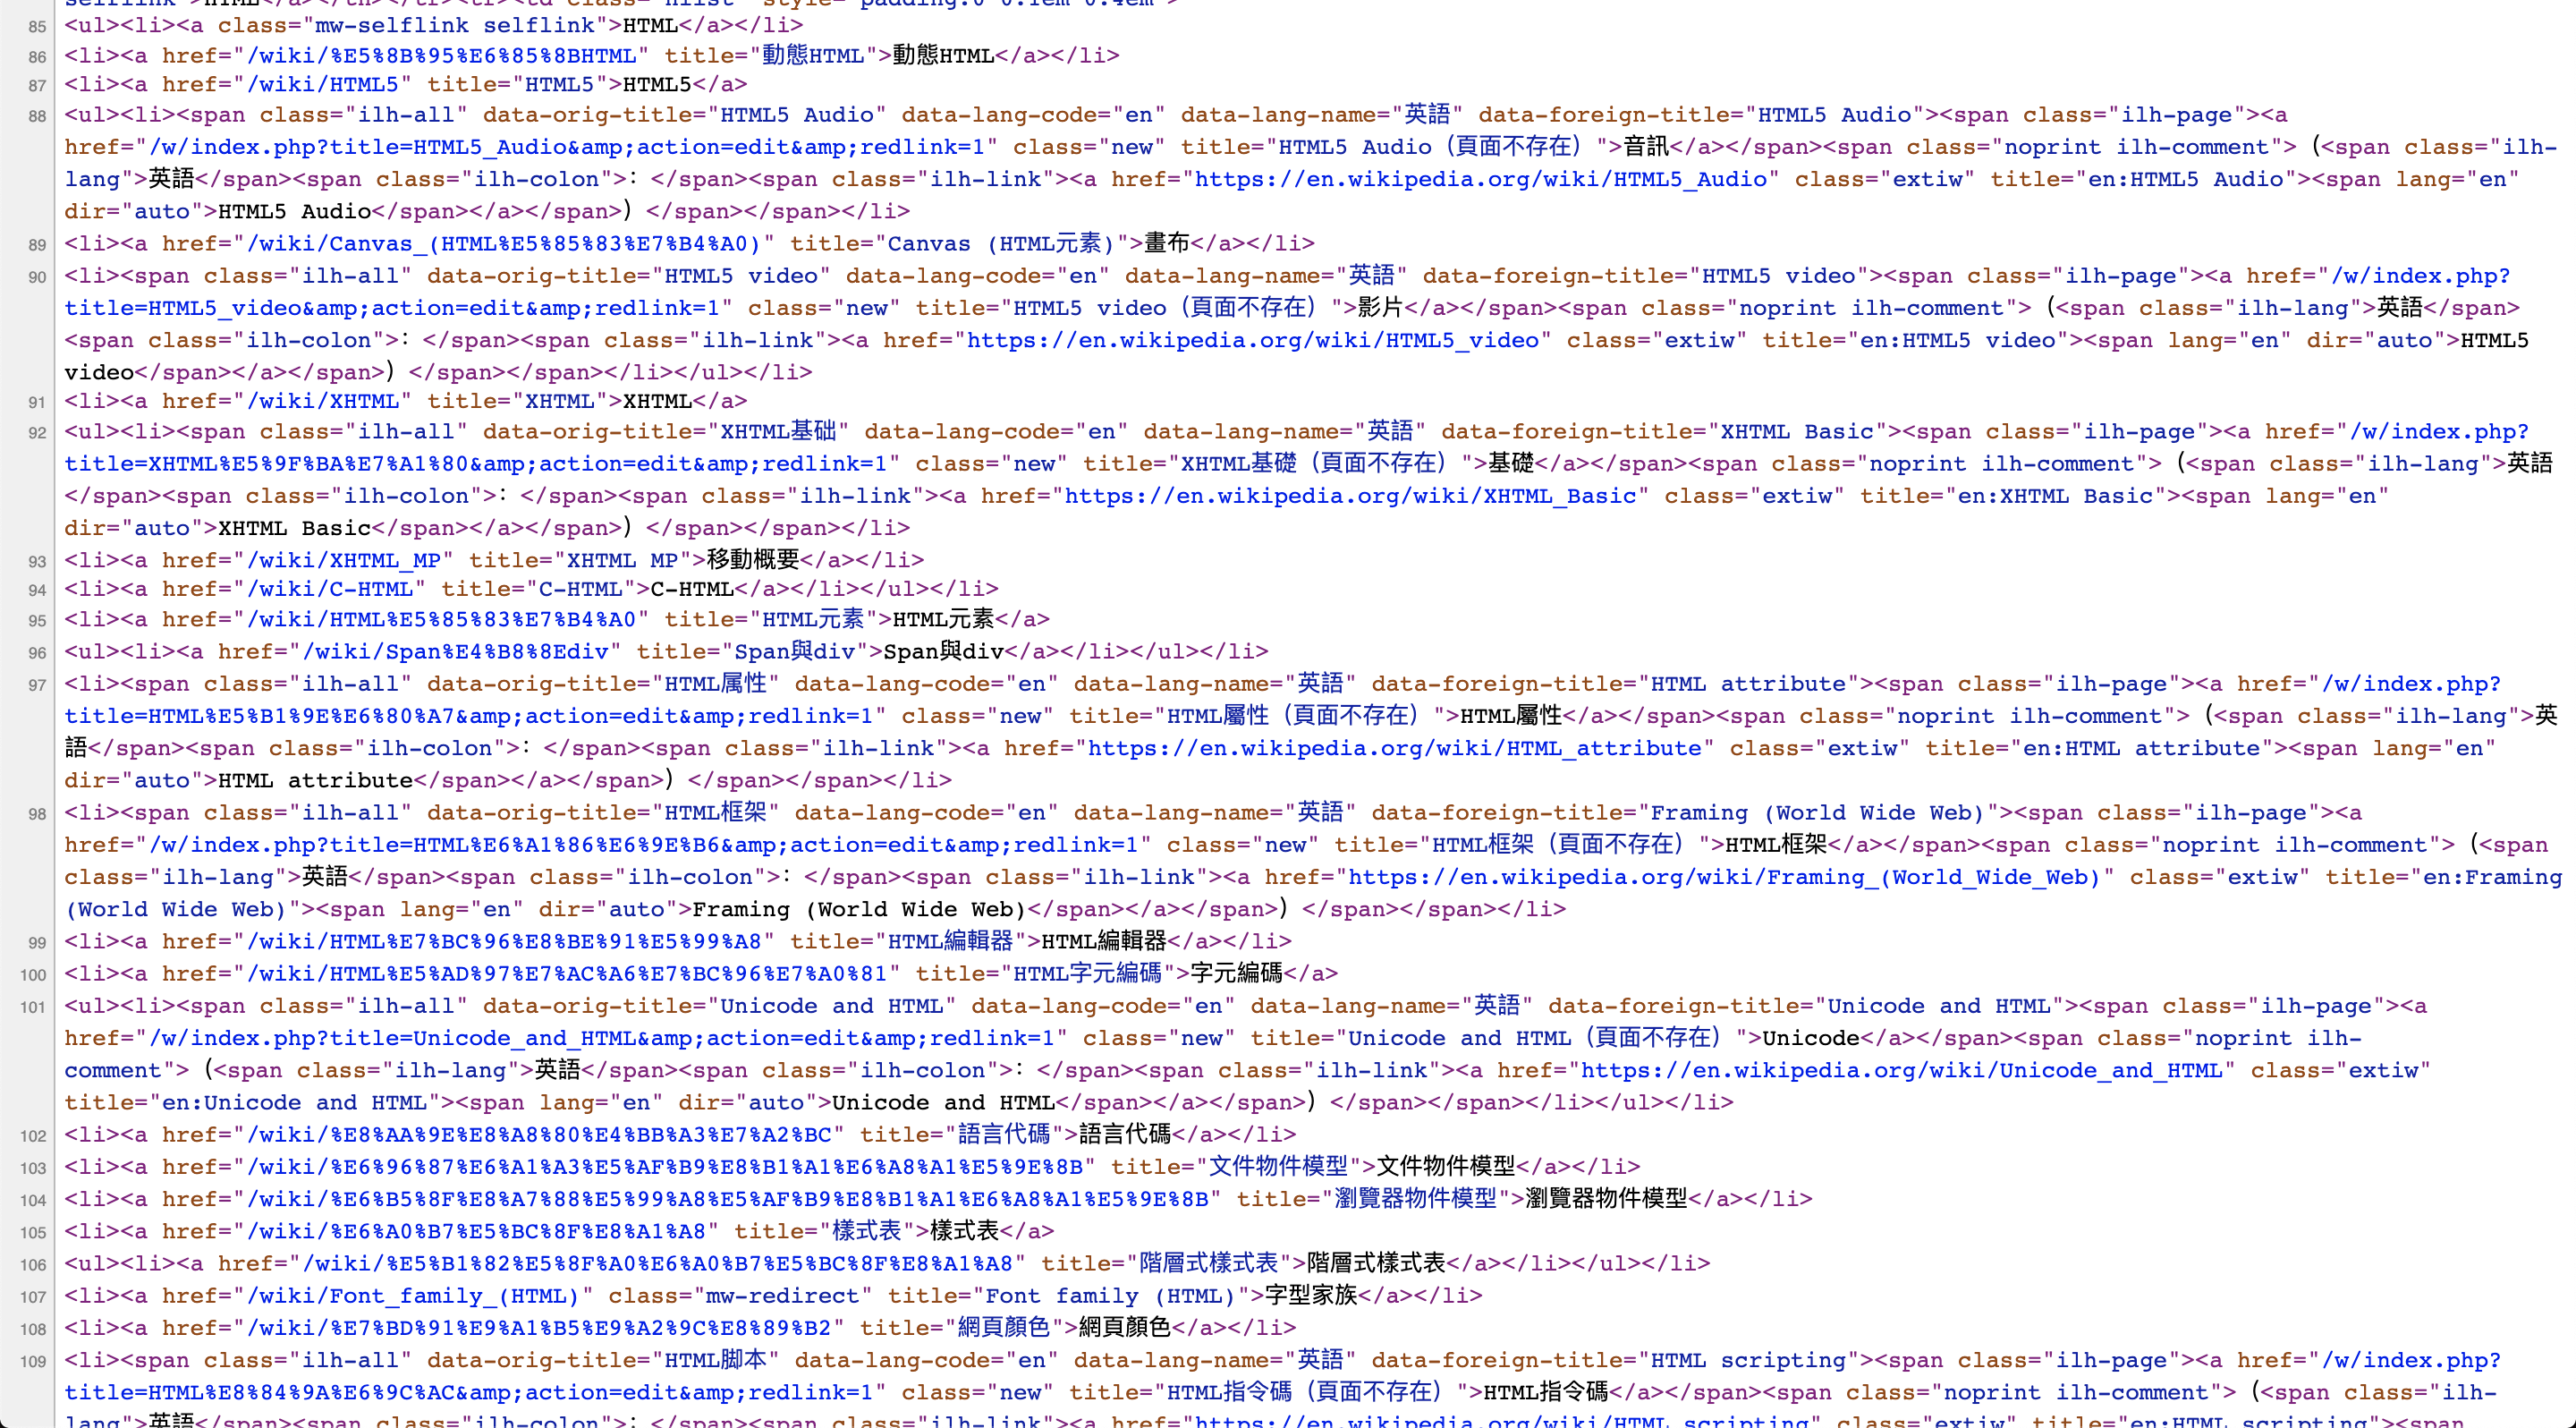 selflink">HTML</a></th></tr><tr><td class="hlist" style="padding:0 0.1em 0.4em">
85 <ul><li><a class="mw-selflink selflink">HTML</a></li>
86 <li><a href="/wiki/%E5%8B%95%E6%85%8BHTML" title="動態HTML">動態HTML</a></li>
87 <li><a href="/wiki/HTML5" title="HTML5">HTML5</a>
88 <ul><li><span class="ilh-all" data-orig-title="HTML5 Audio" data-lang-code="en" data-lang-name="英語" data-foreign-title="HTML5 Audio"><span class="ilh-page"><a
href="/w/index.php?title=HTML5_Audio&amp;action=edit&amp;redlink=1" class="new" title="HTML5 Audio（頁面不存在）">音訊</a></span><span class="noprint ilh-comment">（<span class="ilh-
lang">英語</span><span class="ilh-colon">：</span><span class="ilh-link"><a href="https://en.wikipedia.org/wiki/HTML5_Audio" class="extiw" title="en:HTML5 Audio"><span lang="en"
dir="auto">HTML5 Audio</span></a></span>）</span></span></li>
89 <li><a href="/wiki/Canvas_(HTML%E5%85%83%E7%B4%A0)" title="Canvas (HTML元素)">畫布</a></li>
90 <li><span class="ilh-all" data-orig-title="HTML5 video" data-lang-code="en" data-lang-name="英語" data-foreign-title="HTML5 video"><span class="ilh-page"><a href="/w/index.php?
title=HTML5_video&amp;action=edit&amp;redlink=1" class="new" title="HTML5 video（頁面不存在）">影片</a></span><span class="noprint ilh-comment">（<span class="ilh-lang">英語</span>
<span class="ilh-colon">：</span><span class="ilh-link"><a href="https://en.wikipedia.org/wiki/HTML5_video" class="extiw" title="en:HTML5 video"><span lang="en" dir="auto">HTML5
video</span></a></span>）</span></span></li></ul></li>
91 <li><a href="/wiki/XHTML" title="XHTML">XHTML</a>
92 <ul><li><span class="ilh-all" data-orig-title="XHTML基础" data-lang-code="en" data-lang-name="英語" data-foreign-title="XHTML Basic"><span class="ilh-page"><a href="/w/index.php?
title=XHTML%E5%9F%BA%E7%A1%80&amp;action=edit&amp;redlink=1" class="new" title="XHTML基礎（頁面不存在）">基礎</a></span><span class="noprint ilh-comment">（<span class="ilh-lang">英語
</span><span class="ilh-colon">：</span><span class="ilh-link"><a href="https://en.wikipedia.org/wiki/XHTML_Basic" class="extiw" title="en:XHTML Basic"><span lang="en"
dir="auto">XHTML Basic</span></a></span>）</span></span></li>
93 <li><a href="/wiki/XHTML_MP" title="XHTML MP">移動概要</a></li>
94 <li><a href="/wiki/C-HTML" title="C-HTML">C-HTML</a></li></ul></li>
95 <li><a href="/wiki/HTML%E5%85%83%E7%B4%A0" title="HTML元素">HTML元素</a>
96 <ul><li><a href="/wiki/Span%E4%B8%8Ediv" title="Span與div">Span與div</a></li></ul></li>
97 <li><span class="ilh-all" data-orig-title="HTML属性" data-lang-code="en" data-lang-name="英語" data-foreign-title="HTML attribute"><span class="ilh-page"><a href="/w/index.php?
title=HTML%E5%B1%9E%E6%80%A7&amp;action=edit&amp;redlink=1" class="new" title="HTML屬性（頁面不存在）">HTML屬性</a></span><span class="noprint ilh-comment">（<span class="ilh-lang">英
語</span><span class="ilh-colon">：</span><span class="ilh-link"><a href="https://en.wikipedia.org/wiki/HTML_attribute" class="extiw" title="en:HTML attribute"><span lang="en"
dir="auto">HTML attribute</span></a></span>）</span></span></li>
98 <li><span class="ilh-all" data-orig-title="HTML框架" data-lang-code="en" data-lang-name="英語" data-foreign-title="Framing (World Wide Web)"><span class="ilh-page"><a
href="/w/index.php?title=HTML%E6%A1%86%E6%9E%B6&amp;action=edit&amp;redlink=1" class="new" title="HTML框架（頁面不存在）">HTML框架</a></span><span class="noprint ilh-comment">（<span
class="ilh-lang">英語</span><span class="ilh-colon">：</span><span class="ilh-link"><a href="https://en.wikipedia.org/wiki/Framing_(World_Wide_Web)" class="extiw" title="en:Framing
(World Wide Web)"><span lang="en" dir="auto">Framing (World Wide Web)</span></a></span>）</span></span></li>
99 <li><a href="/wiki/HTML%E7%BC%96%E8%BE%91%E5%99%A8" title="HTML編輯器">HTML編輯器</a></li>
100 <li><a href="/wiki/HTML%E5%AD%97%E7%AC%A6%E7%BC%96%E7%A0%81" title="HTML字元編碼">字元編碼</a>
101 <ul><li><span class="ilh-all" data-orig-title="Unicode and HTML" data-lang-code="en" data-lang-name="英語" data-foreign-title="Unicode and HTML"><span class="ilh-page"><a
href="/w/index.php?title=Unicode_and_HTML&amp;action=edit&amp;redlink=1" class="new" title="Unicode and HTML（頁面不存在）">Unicode</a></span><span class="noprint ilh-
comment">（<span class="ilh-lang">英語</span><span class="ilh-colon">：</span><span class="ilh-link"><a href="https://en.wikipedia.org/wiki/Unicode_and_HTML" class="extiw"
title="en:Unicode and HTML"><span lang="en" dir="auto">Unicode and HTML</span></a></span>）</span></span></li></ul></li>
102 <li><a href="/wiki/%E8%AA%9E%E8%A8%80%E4%BB%A3%E7%A2%BC" title="語言代碼">語言代碼</a></li>
103 <li><a href="/wiki/%E6%96%87%E6%A1%A3%E5%AF%B9%E8%B1%A1%E6%A8%A1%E5%9E%8B" title="文件物件模型">文件物件模型</a></li>
104 <li><a href="/wiki/%E6%B5%8F%E8%A7%88%E5%99%A8%E5%AF%B9%E8%B1%A1%E6%A8%A1%E5%9E%8B" title="瀏覽器物件模型">瀏覽器物件模型</a></li>
105 <li><a href="/wiki/%E6%A0%B7%E5%BC%8F%E8%A1%A8" title="樣式表">樣式表</a>
106 <ul><li><a href="/wiki/%E5%B1%82%E5%8F%A0%E6%A0%B7%E5%BC%8F%E8%A1%A8" title="階層式樣式表">階層式樣式表</a></li></ul></li>
107 <li><a href="/wiki/Font_family_(HTML)" class="mw-redirect" title="Font family (HTML)">字型家族</a></li>
108 <li><a href="/wiki/%E7%BD%91%E9%A1%B5%E9%A2%9C%E8%89%B2" title="網頁顏色">網頁顏色</a></li>
109 <li><span class="ilh-all" data-orig-title="HTML脚本" data-lang-code="en" data-lang-name="英語" data-foreign-title="HTML scripting"><span class="ilh-page"><a href="/w/index.php?
title=HTML%E8%84%9A%E6%9C%AC&amp;action=edit&amp;redlink=1" class="new" title="HTML指令碼（頁面不存在）">HTML指令碼</a></span><span class="noprint ilh-comment">（<span class="ilh-
lang">英語</span><span class="ilh-colon">：</span><span class="ilh-link"><a href="https://en.wikipedia.org/wiki/HTML_scripting" class="extiw" title="en:HTML scripting"><span